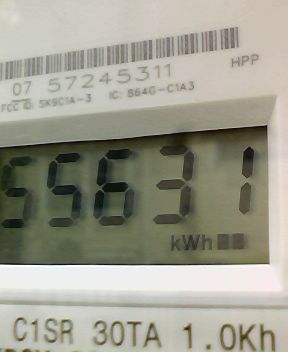 HPP
07 57245311
FCC ID: SK9C1A-3 IC: 864G-C1A3
55631
kWh
C1SR 30TA 1.0Kh